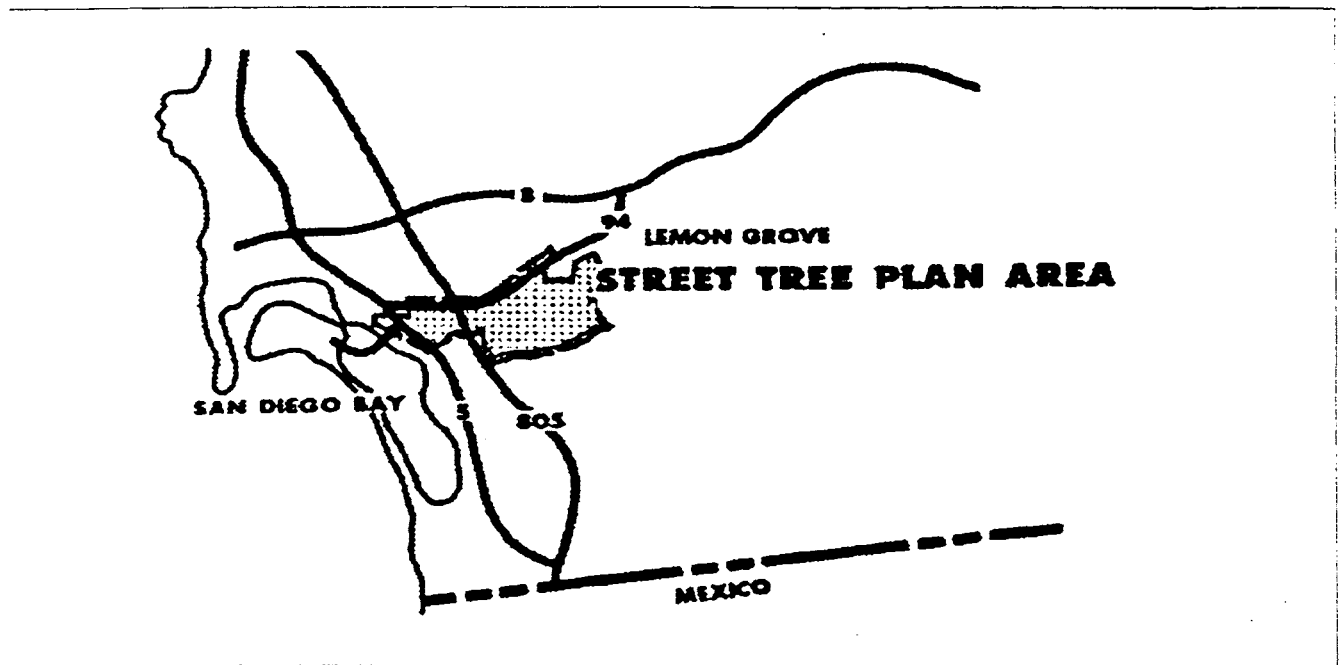 8
94
LEMON GROVE
STREET TREE PLAN AREA
SAN DIEGO BAY
5
805
MEXICO